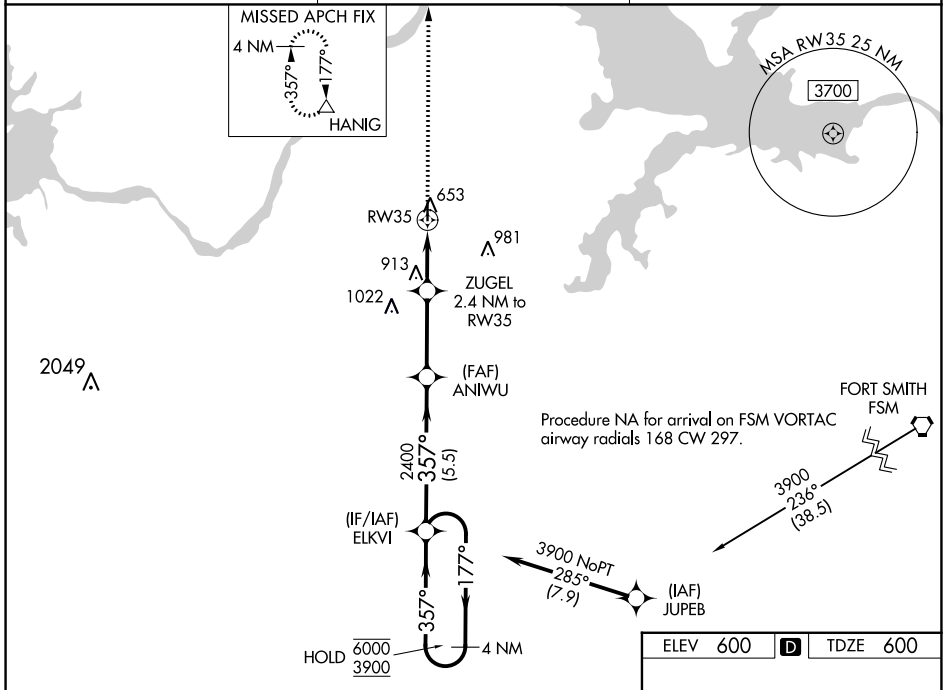 MISSED APCH FIX
4 NM
357°
177°
HANIG
MSA RW35 25 NM
3700
RW35
653
981
913
1022
ZUGEL
2.4 NM to
RW35
2049
(FAF)
ANIWU
FORT SMITH
FSM
Procedure NA for arrival on FSM VORTAC
airway radials 168 CW 297.
2400
357°
(5.5)
3900
236°
(38.5)
(IF/IAF)
ELKVI
3900 NoPT
285°
(7.9)
(IAF)
JUPEB
177°
357°
HOLD 6000
3900
4 NM
ELEV 600 D TDZE 600